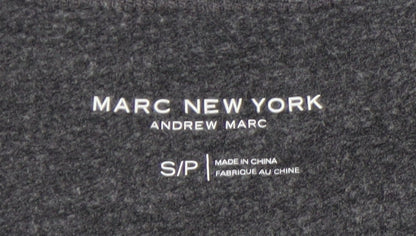 MARC NEW YORK
ANDREW MARC
S/P | MADE IN CHINA
FABRIQUE AU CHINE